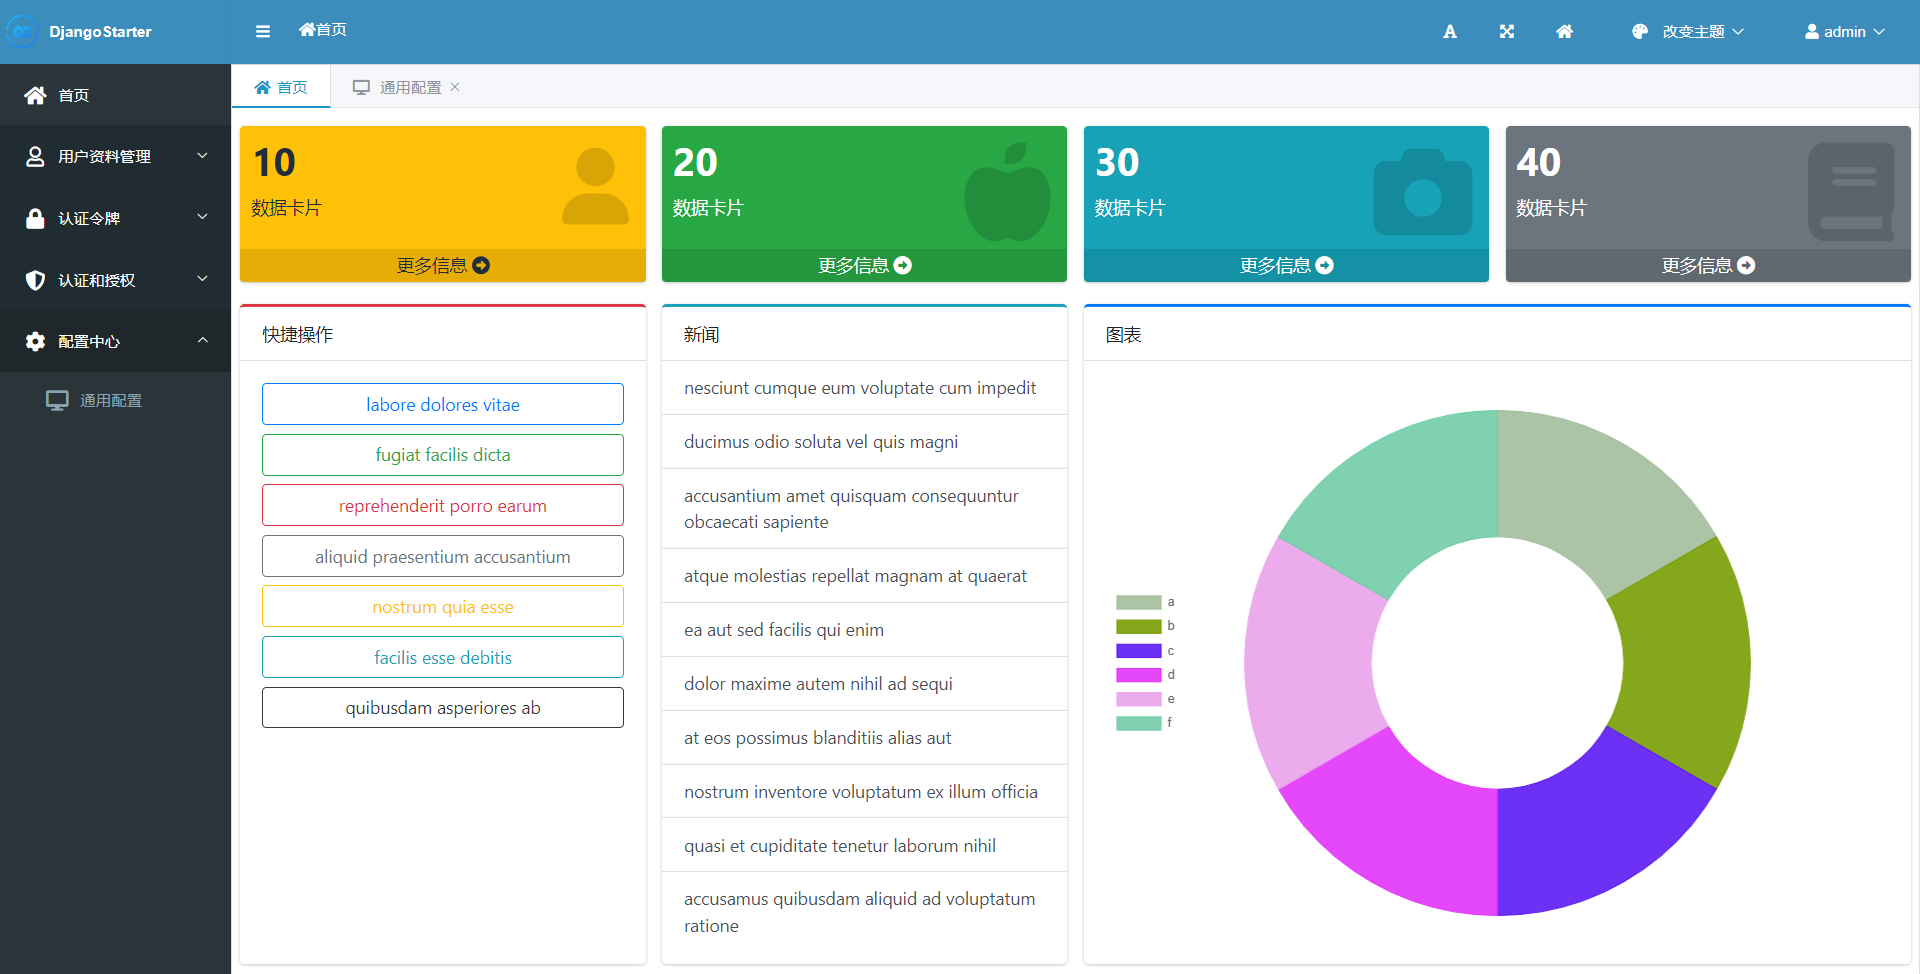 DjangoStarter
首页
改变主题
admin
首页
用户资料管理
认证令牌
认证和授权
配置中心
通用配置
首页
通用配置
10
数据卡片
更多信息
20
数据卡片
更多信息
30
数据卡片
更多信息
40
数据卡片
更多信息
快捷操作
labore dolores vitae
fugiat facilis dicta
reprehenderit porro earum
aliquid praesentium accusantium
nostrum quia esse
facilis esse debitis
quibusdam asperiores ab
新闻
nesciunt cumque eum voluptate cum impedit
ducimus odio soluta vel quis magni
accusantium amet quisquam consequuntur
obcaecati sapiente
atque molestias repellat magnam at quaerat
ea aut sed facilis qui enim
dolor maxime autem nihil ad sequi
at eos possimus blanditiis alias aut
nostrum inventore voluptatum ex illum officia
quasi et cupiditate tenetur laborum nihil
accusamus quibusdam aliquid ad voluptatum
ratione
图表
a
b
c
d
e
f